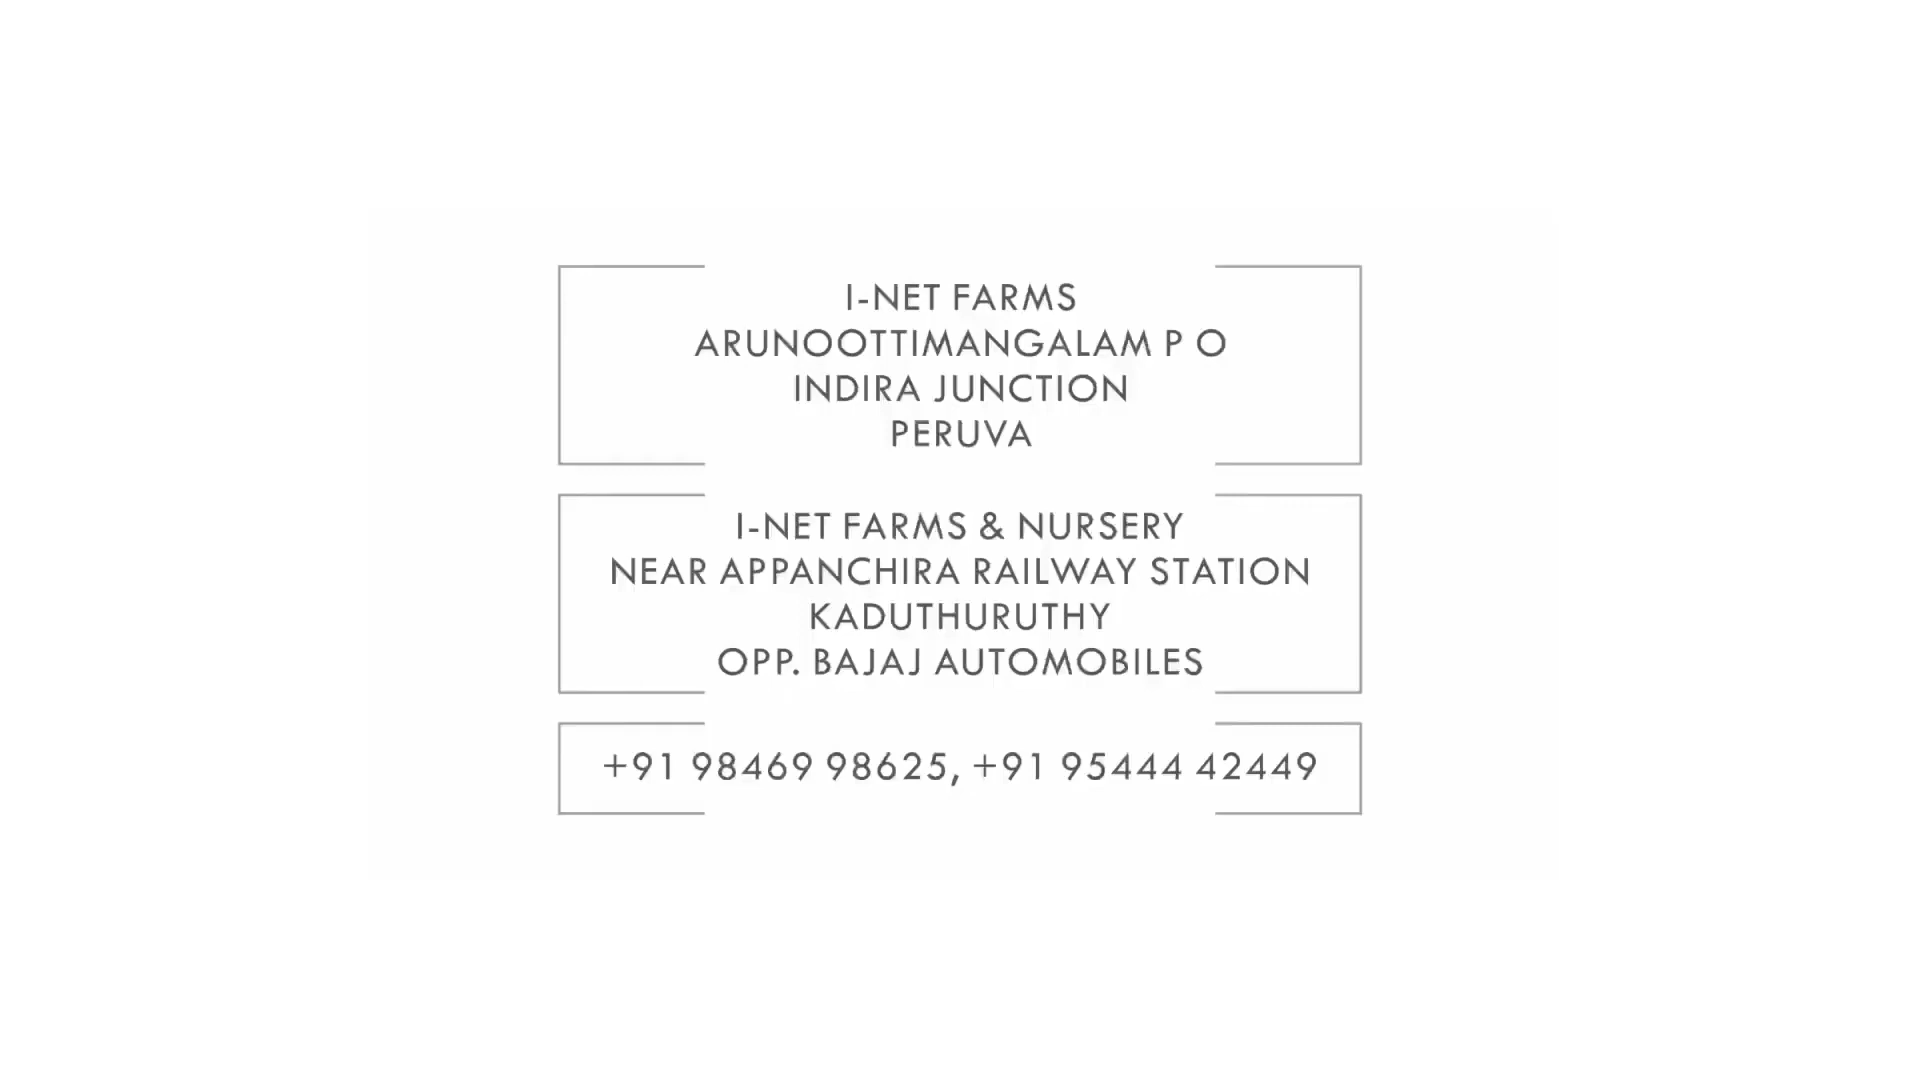 I-NET FARMS
ARUNOOTTIMANGALAM P O
INDIRA JUNCTION
PERUVA
I-NET FARMS & NURSERY
NEAR APPANCHIRA RAILWAY STATION
KADUTHURUTHY
OPP. BAJAJ AUTOMOBILES
+91 98469 98625, +91 95444 42449